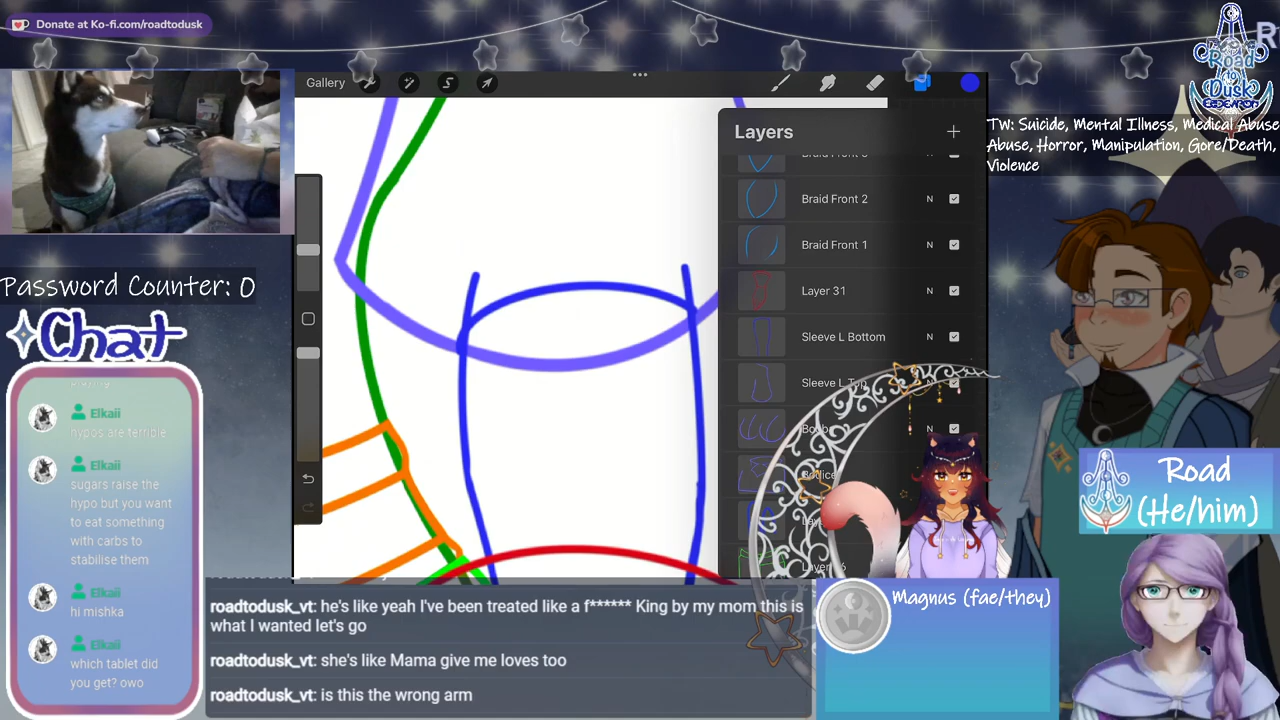 Donate at Ko-fi.com/roadtodusk
Gallery
Layers
Braid Front 2
N
Braid Front 1
N
Layer 31
N
Sleeve L Bottom
N
Sleeve L Top
N
N
Road
to
Dusk
Tw: Suicide, Mental Illness, Medical Abuse
Abuse, Horror, Manipulation, Gore/Death,
Violence
Password Counter: 0
Chat
Elkaii
hypos are terrible
Elkaii
sugars raise the
hypo but you want
to eat something
with carbs to
stabilise them
Elkaii
hi mishka
Elkaii
which tablet did
you get? owo
roadtodusk_vt: he's like yeah I've been treated like a f****** King by my mom this is
what I wanted let's go
roadtodusk_vt: she's like Mama give me loves too
roadtodusk_vt: is this the wrong arm
Magnus (fae/they)
Road
(He/him)